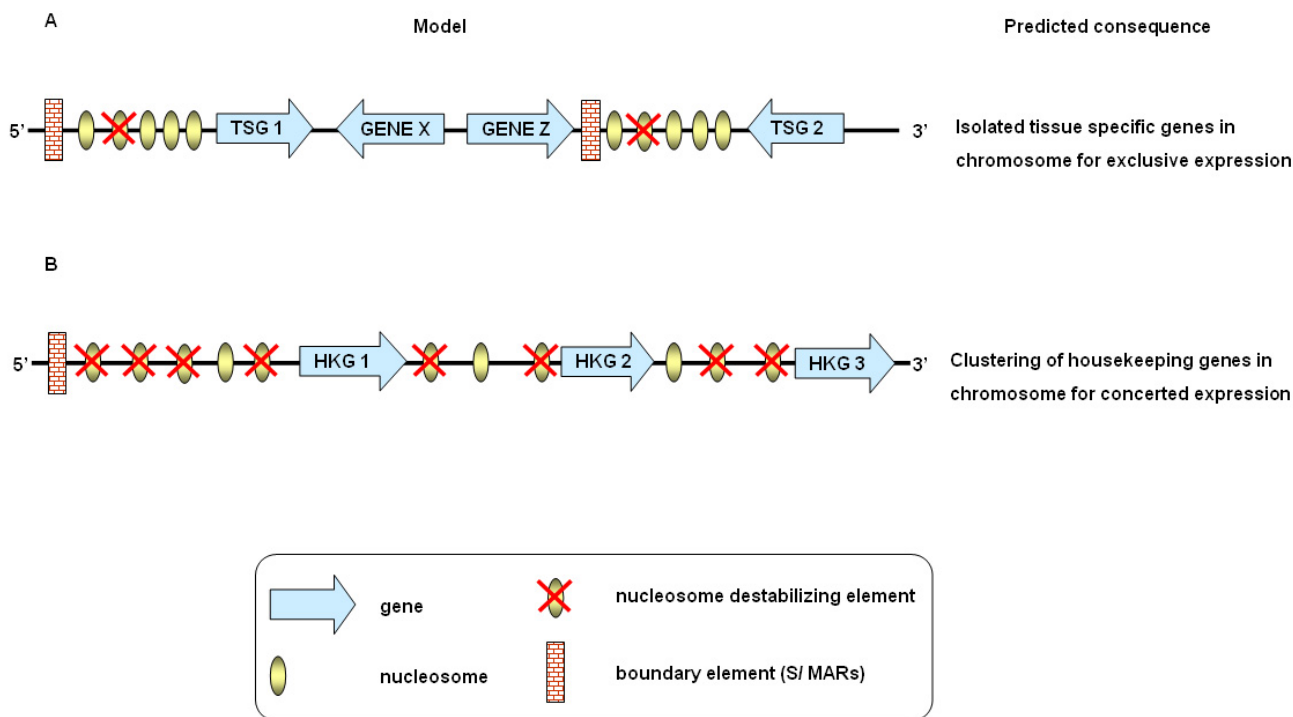 A
Model
Predicted consequence
5'
TSG 1
GENE X
GENE Z
TSG 2
3'
Isolated tissue specific genes in
chromosome for exclusive expression
B
5'
HKG 1
HKG 2
HKG 3
3'
Clustering of housekeeping genes in
chromosome for concerted expression
gene
nucleosome destabilizing element
nucleosome
boundary element (S/ MARs)